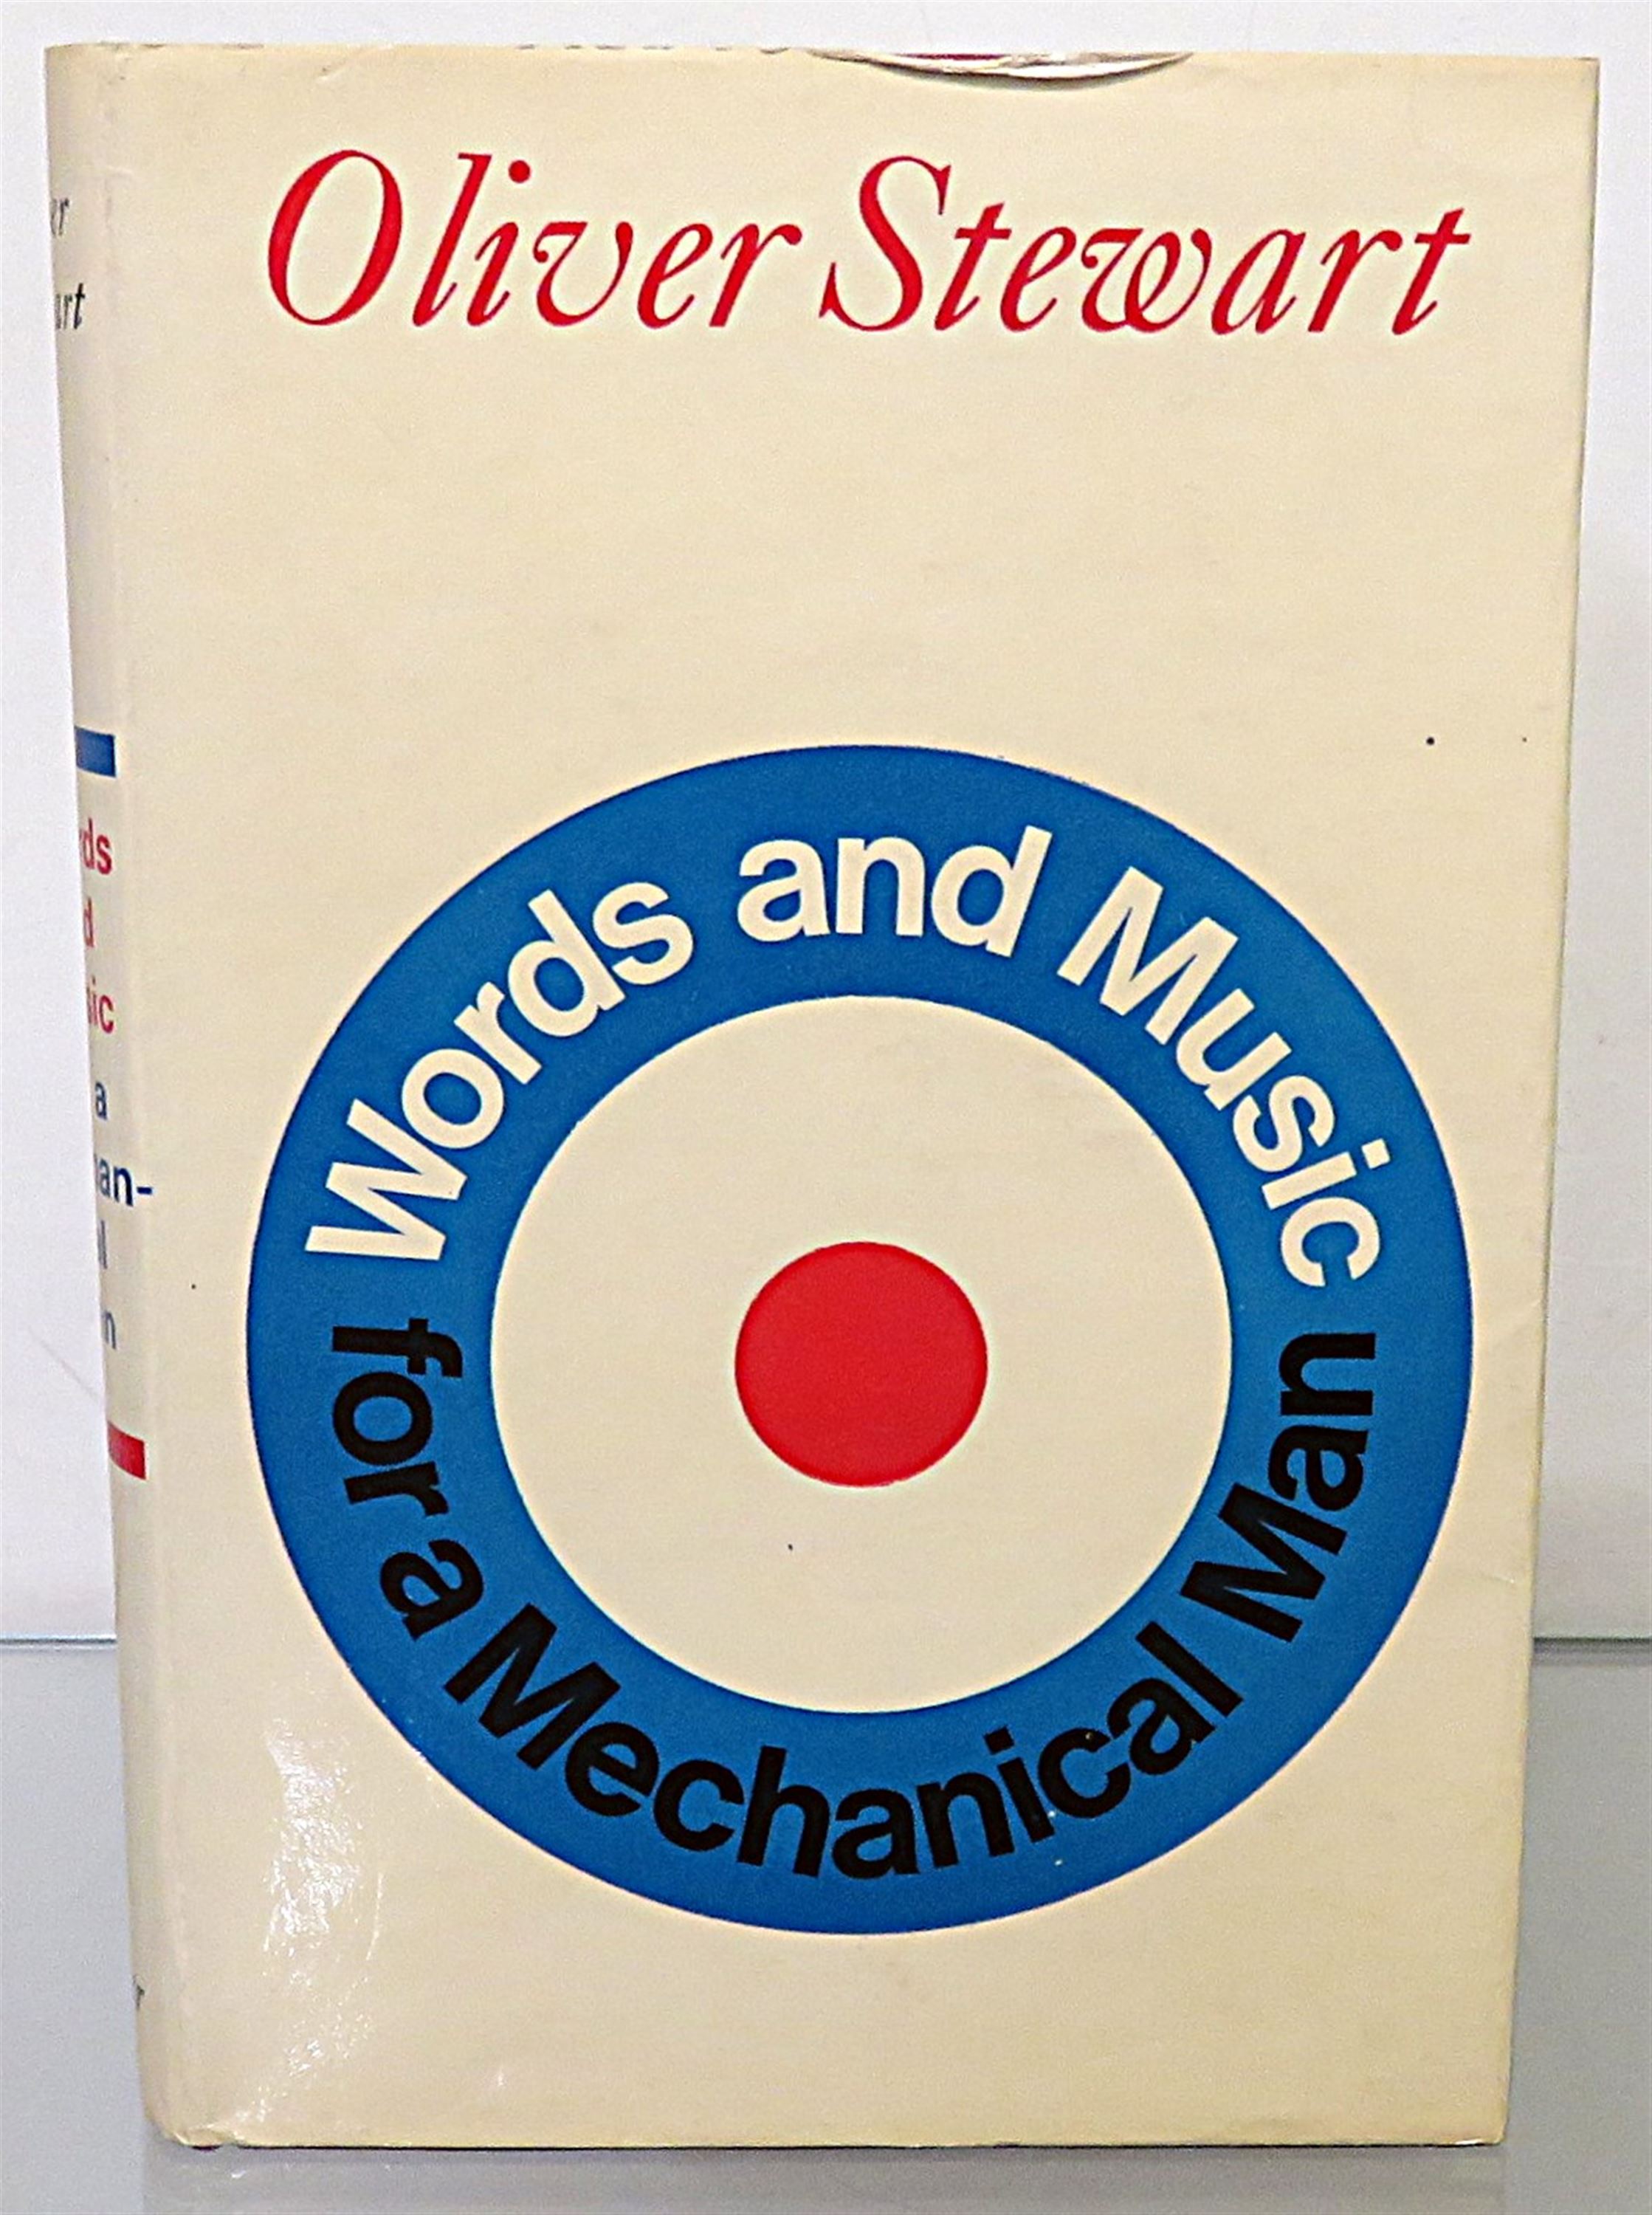 Oliver Stewart
Words and Music
for a Mechanical Man